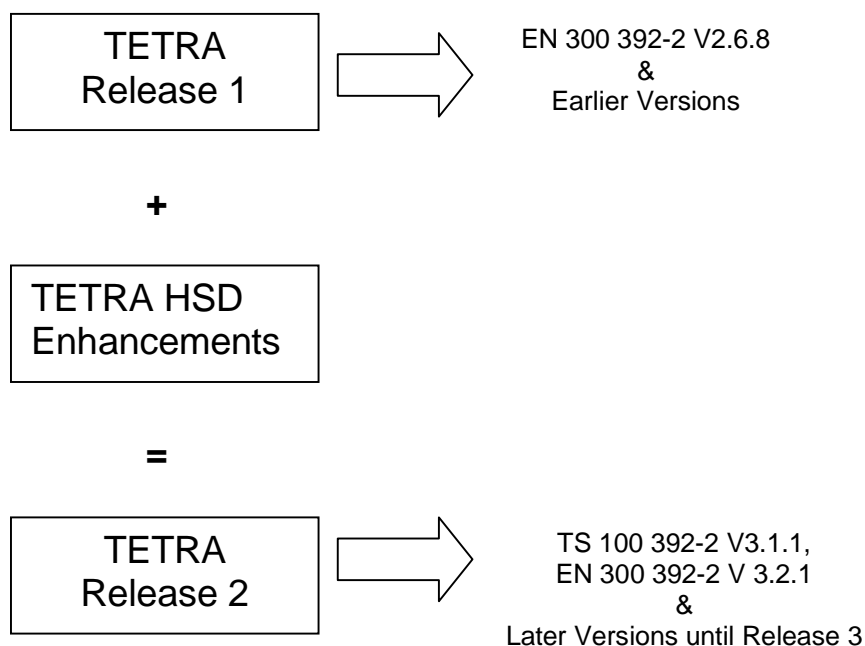 TETRA
Release 1
EN 300 392-2 V2.6.8
&
Earlier Versions
+
TETRA HSD
Enhancements
=
TETRA
Release 2
TS 100 392-2 V3.1.1,
EN 300 392-2 V 3.2.1
&
Later Versions until Release 3